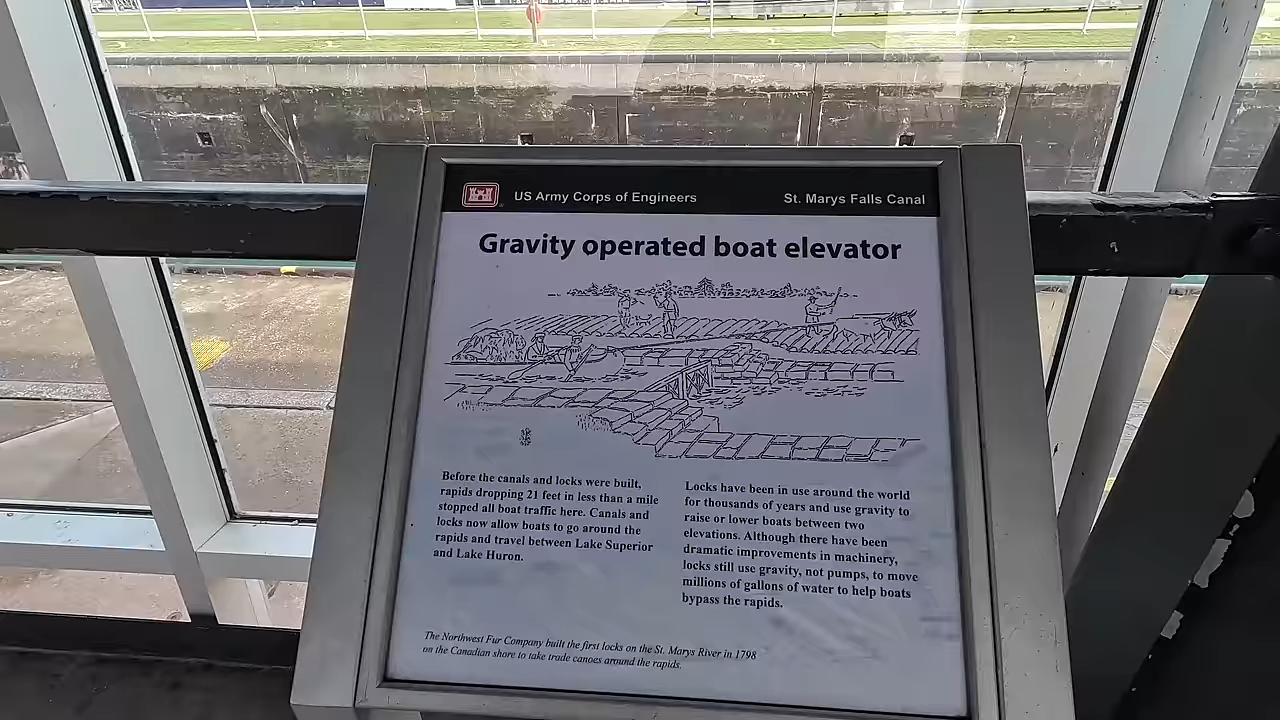 US Army Corps of Engineers
St. Marys Falls Canal
Gravity operated boat elevator
Before the canals and locks were built,
rapids dropping 21 feet in less than a mile
stopped all boat traffic here. Canals and
locks now allow boats to go around the
rapids and travel between Lake Superior
and Lake Huron.
Locks have been in use around the world
for thousands of years and use gravity to
raise or lower boats between two
elevations. Although there have been
dramatic improvements in machinery,
locks still use gravity, not pumps, to move
millions of gallons of water to help boats
bypass the rapids.
The Northwest Fur Company built the first locks on the St. Marys River in 1798
on the Canadian shore to take trade canoes around the rapids.